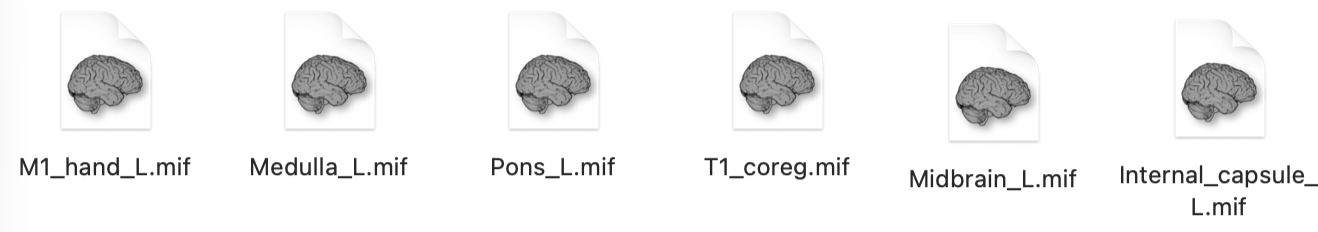 M1_hand_L.mif
Medulla_L.mif
Pons_L.mif
T1_coreg.mif
Midbrain_L.mif
Internal_capsule_
L.mif